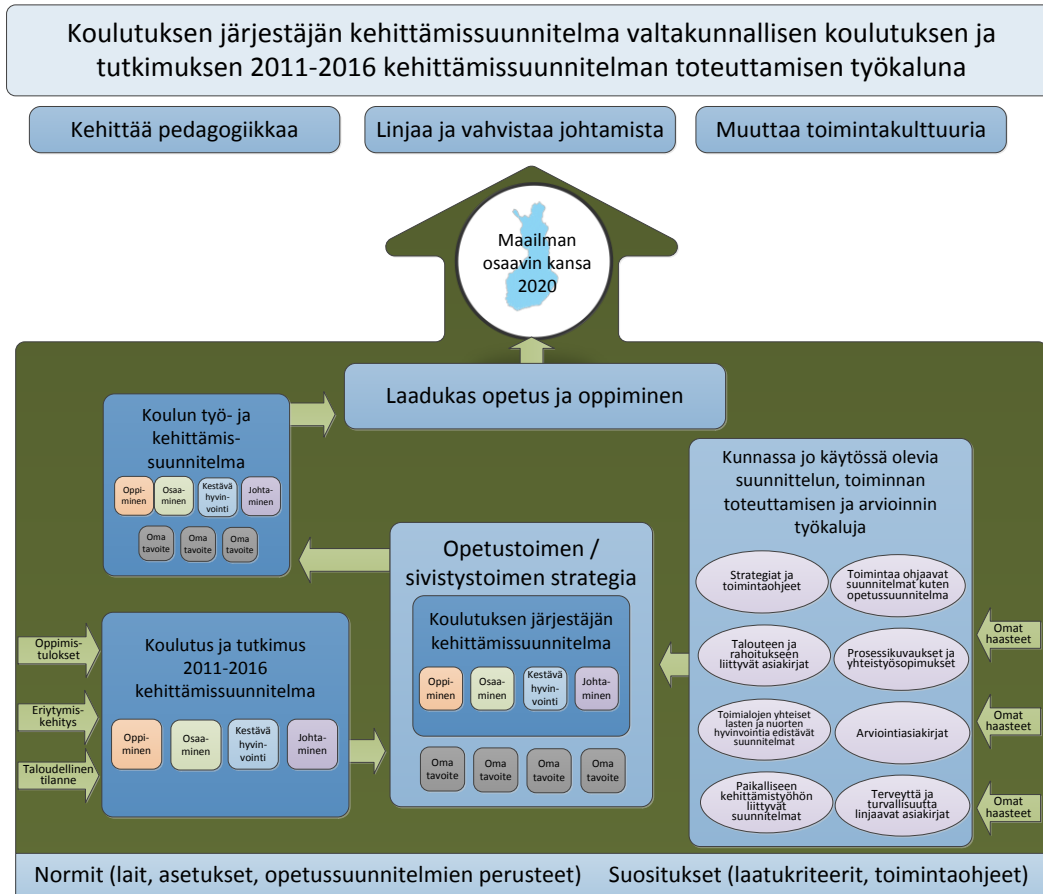 Koulutuksen järjestäjän kehittämissuunnitelma valtakunnallisen koulutuksen ja
tutkimuksen 2011-2016 kehittämissuunnitelman toteuttamisen työkaluna
Kehittää pedagogiikkaa
Linjaa ja vahvistaa johtamista
Muuttaa toimintakulttuuria
Maailman
osaavin kansa
2020
Laadukas opetus ja oppiminen
Koulun työ- ja
kehittämis-
suunnitelma
Oppi-
minen
Osaa-
minen
Kestävä
hyvin-
vointi
Johta-
minen
Oma
tavoite
Oma
tavoite
Oma
tavoite
Opetustoimen /
sivistystoimen strategia
Koulutuksen järjestäjän
kehittämissuunnitelma
Oppi-
minen
Osaa-
minen
Kestävä
hyvin-
vointi
Johta-
minen
Oma
tavoite
Oma
tavoite
Oma
tavoite
Oma
tavoite
Kunnassa jo käytössä olevia
suunnittelun, toiminnan
toteuttamisen ja arvioinnin
työkaluja
Strategiat ja
toimintaohjeet
Toimintaa ohjaavat
suunnitelmat kuten
opetussuunnitelma
Talouteen ja
rahoitukseen
liittyvät asiakirjat
Prosessikuvaukset ja
yhteistyösopimukset
Toimialojen yhteiset
lasten ja nuorten
hyvinvointia edistävät
suunnitelmat
Arviointiasiakirjat
Paikalliseen
kehittämistyöhön
liittyvät
suunnitelmat
Terveyttä ja
turvallisuutta
linjaavat asiakirjat
Omat
haasteet
Omat
haasteet
Omat
haasteet
Oppimis-
tulokset
Eriytymis-
kehitys
Taloudellinen
tilanne
Koulutus ja tutkimus
2011-2016
kehittämissuunnitelma
Oppi-
minen
Osaa-
minen
Kestävä
hyvin-
vointi
Johta-
minen
Normit (lait, asetukset, opetussuunnitelmien perusteet)
Suositukset (laatukriteerit, toimintaohjeet)